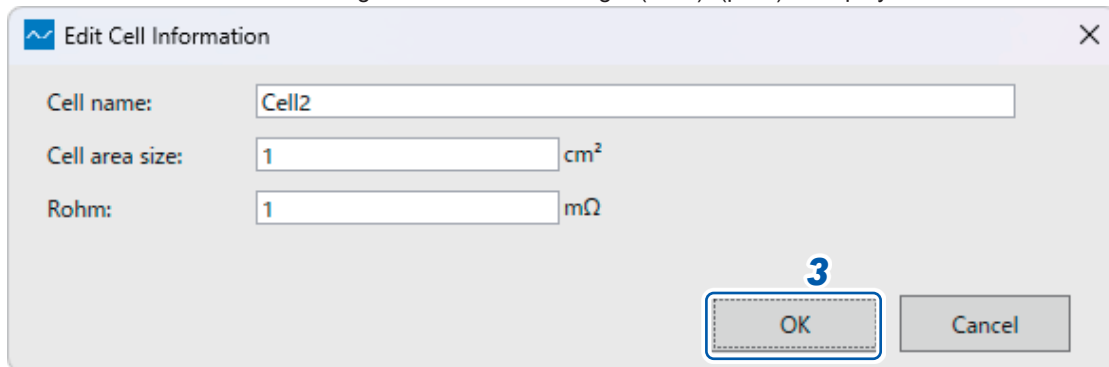 Edit Cell Information
Cell name: Cell2
Cell area size: 1 cm²
Rohm: 1 mΩ
3
OK Cancel